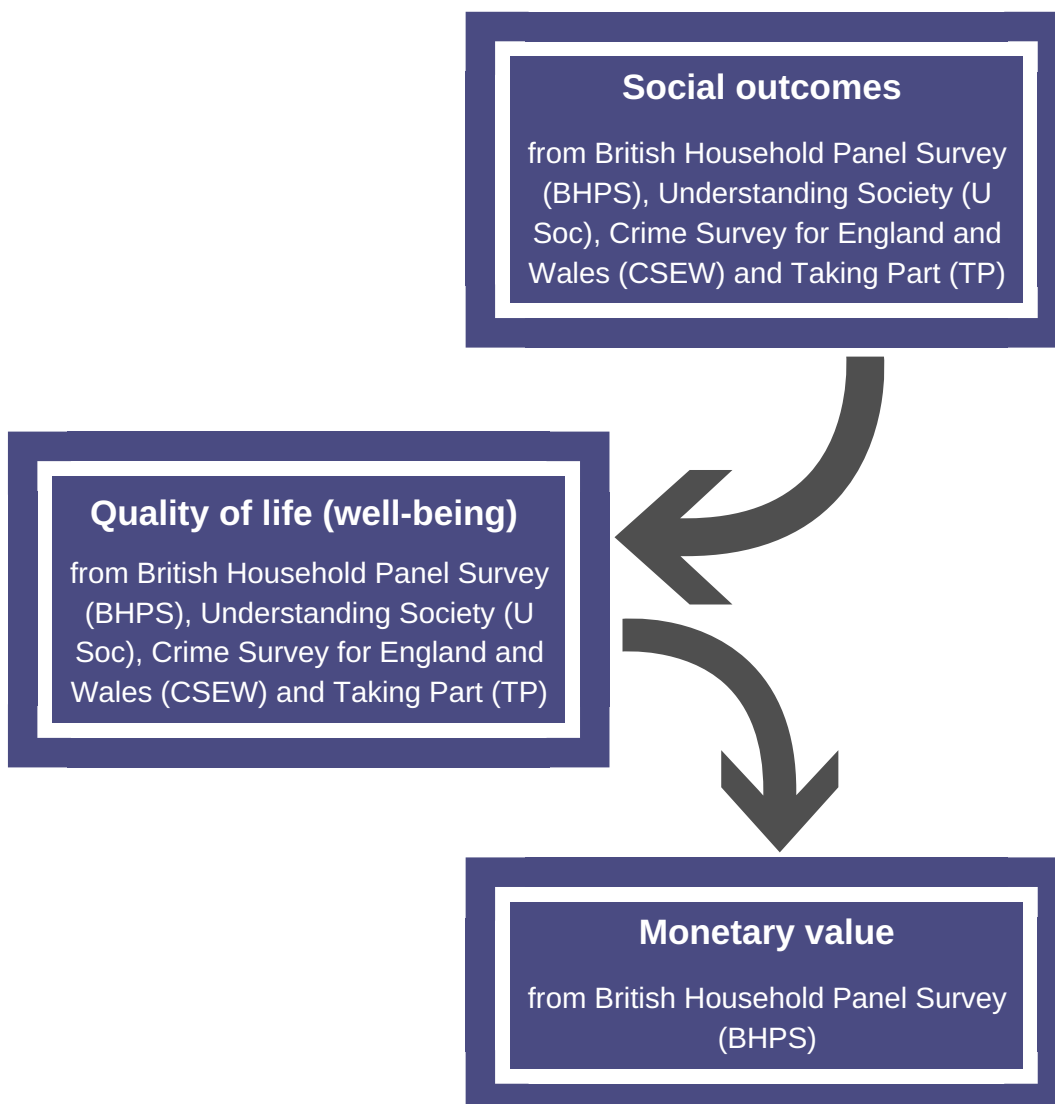 Social outcomes
from British Household Panel Survey
(BHPS), Understanding Society (U
Soc), Crime Survey for England and
Wales (CSEW) and Taking Part (TP)
Quality of life (well-being)
from British Household Panel Survey
(BHPS), Understanding Society (U
Soc), Crime Survey for England and
Wales (CSEW) and Taking Part (TP)
Monetary value
from British Household Panel Survey
(BHPS)